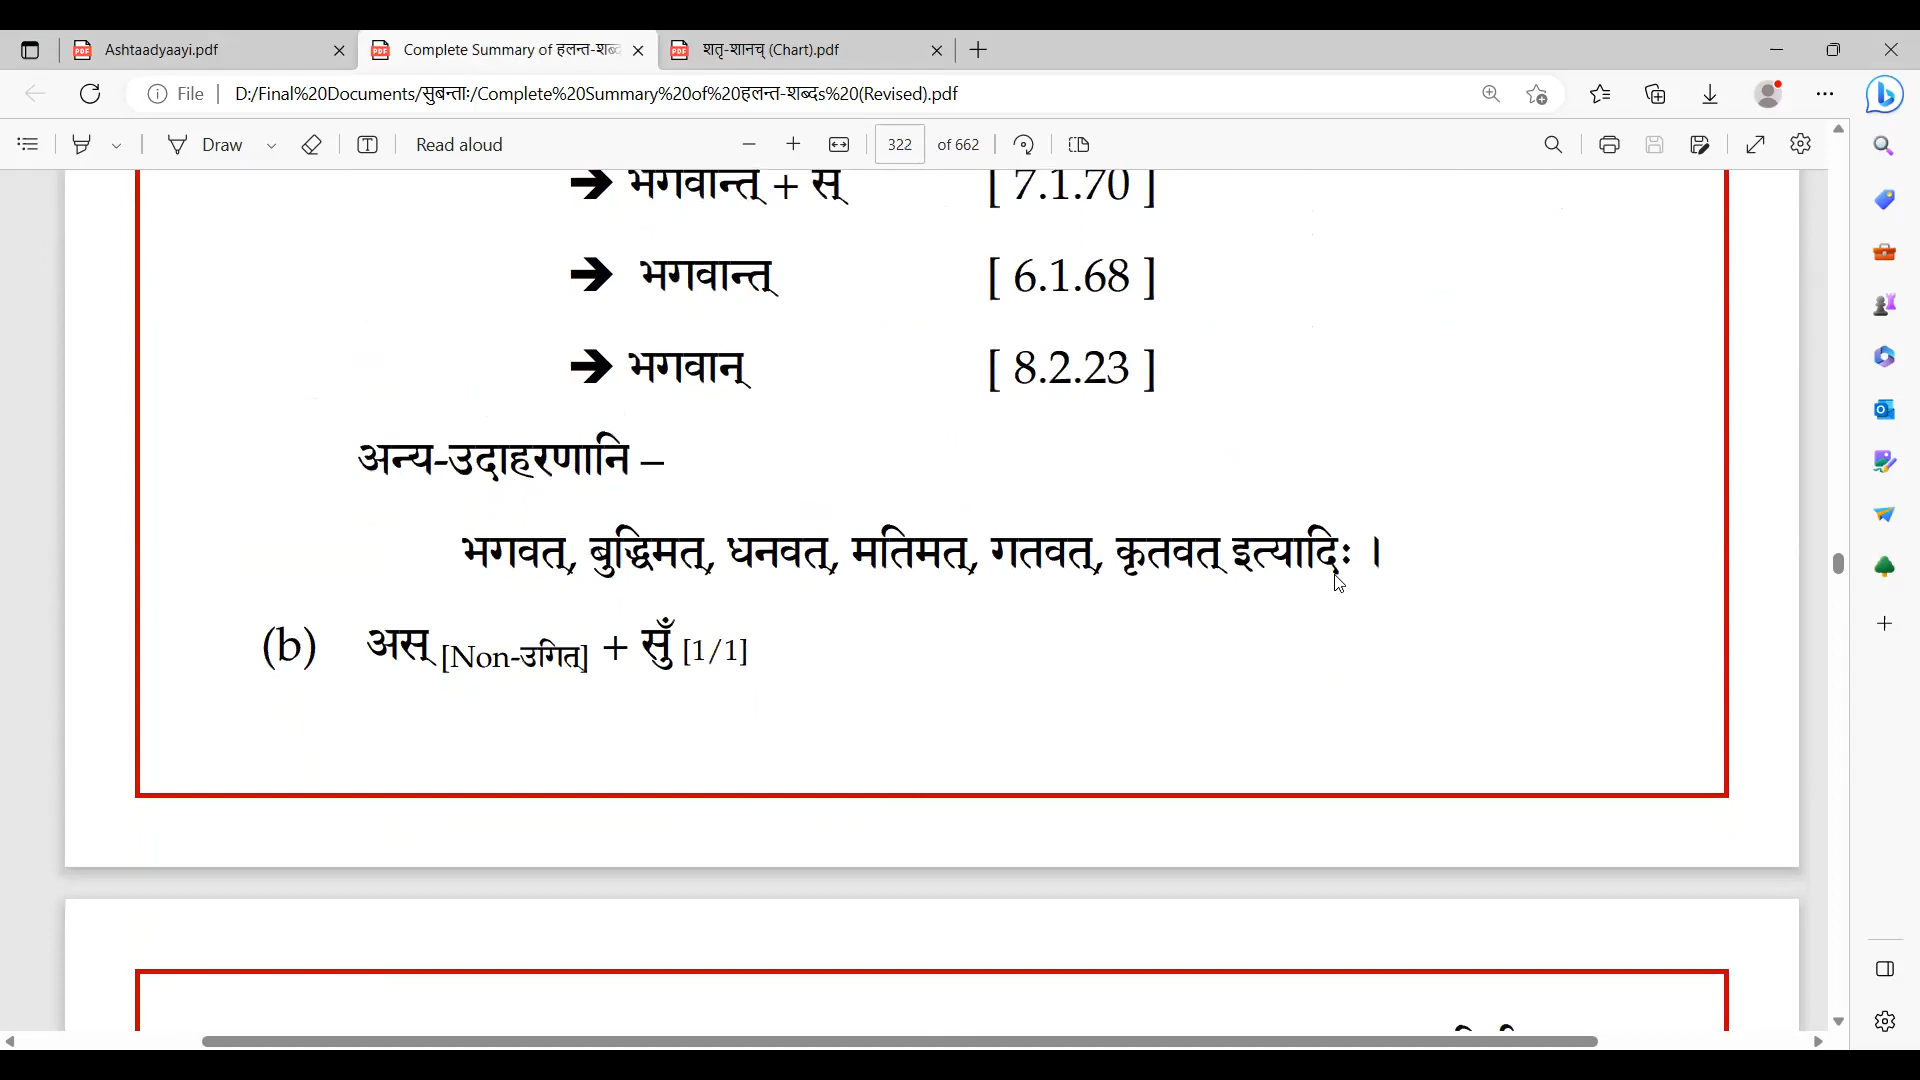 Ashtaadyaayi.pdf
Complete Summary of हलन्त-शब्द
शतृ-शानच् (Chart).pdf
File D:/Final%20Documents/सुबन्ताः/Complete%20Summary%20of%20हलन्त-शब्दs%20(Revised).pdf
Draw Read aloud 322 of 662
➔ भगवान्त् + स् [ 7.1.70 ]
➔ भगवान्त् [ 6.1.68 ]
➔ भगवान् [ 8.2.23 ]
अन्य-उदाहरणानि –
भगवत्, बुद्धिमत्, धनवत्, मतिमत्, गतवत्, कृतवत् इत्यादिः ।
(b) अस् [Non-उगित्] + सुँ [1/1]